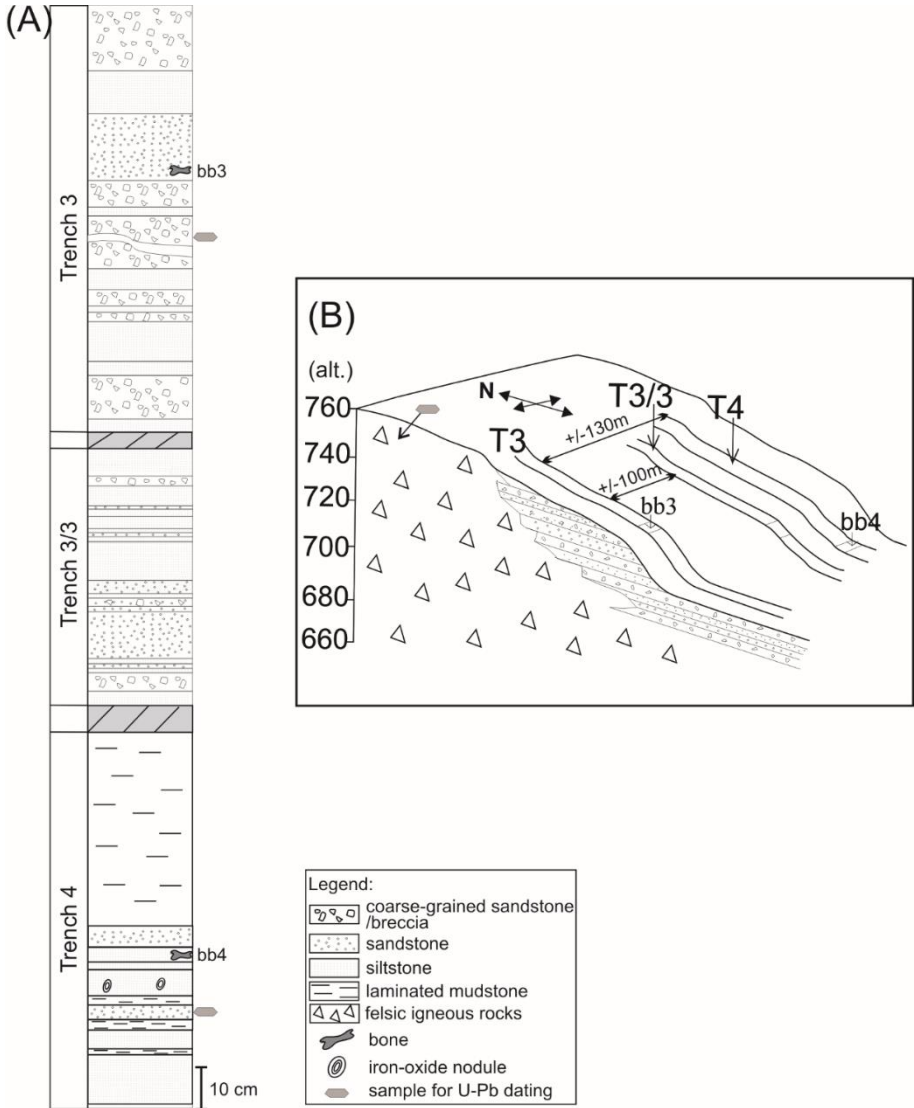 (A)
Trench 3
bb3
Trench 3/3
Trench 4
bb4
10 cm
(B)
(alt.)
760
740
720
700
680
660
N
T3
T3/3
T4
+/-130m
+/-100m
bb3
bb4
Legend:
coarse-grained sandstone
/breccia
sandstone
siltstone
laminated mudstone
felsic igneous rocks
bone
iron-oxide nodule
sample for U-Pb dating